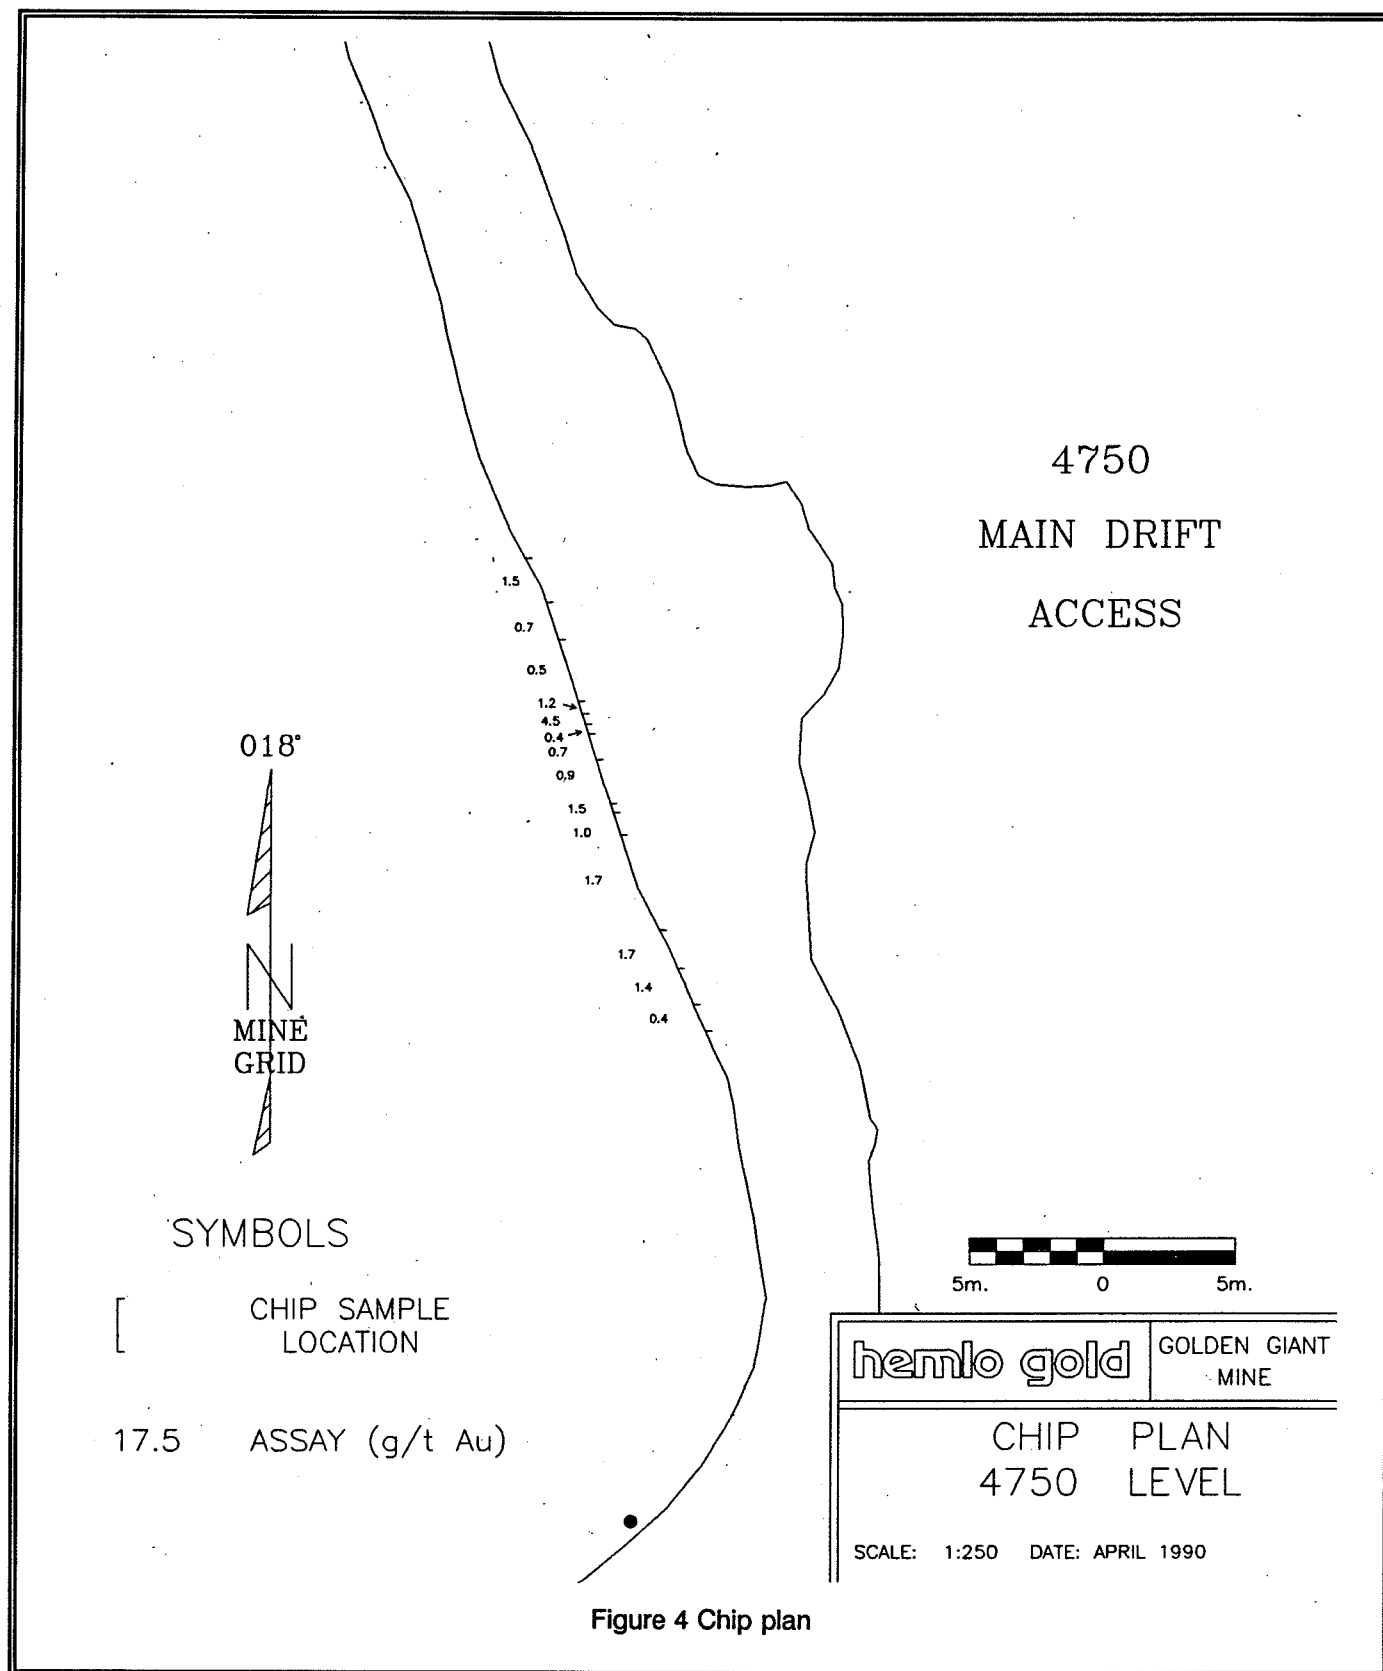 4750
MAIN DRIFT
ACCESS
1.5
0.7
0.5
1.2
4.5
0.4
0.7
0.9
1.5
1.0
1.7
1.7
1.4
0.4
018°
N
MINE
GRID
SYMBOLS
CHIP SAMPLE
LOCATION
17.5 ASSAY (g/t Au)
5m. 0 5m.
hemlo gold
GOLDEN GIANT
MINE
CHIP PLAN
4750 LEVEL
SCALE: 1:250 DATE: APRIL 1990
Figure 4 Chip plan